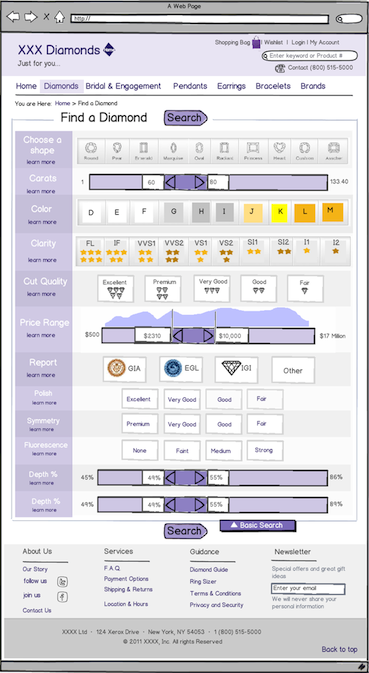 A Web Page
http://
XXX Diamonds
Just for you...
Shopping Bag | Wishlist | Login | My Account
Enter keyword or Product #
Contact (800) 515-5000
Home Diamonds Bridal & Engagement Pendants Earrings Bracelets Brands
You are Here: Home > Find a Diamond
Find a Diamond Search
Choose a
shape
learn more
Round Pear Emerald Marquise Oval Radiant Princess Heart Cushion Asscher
Carats
learn more
1 60 80 133.40
Color
learn more
D E F G H I J K L M
Clarity
learn more
FL IF VVS1 VVS2 VS1 VS2 SI1 SI2 I1 I2
Cut Quality
learn more
Excellent Premium Very Good Good Fair
Price Range
learn more
$500 $2310 $10,000 $17 Million
Report
learn more
GIA EGL IGI Other
Polish
learn more
Excellent Very Good Good Fair
Symmetry
learn more
Premium Very Good Good Fair
Fluorescence
learn more
None Faint Medium Strong
Depth %
learn more
45% 49% 55% 86%
Depth %
learn more
49% 49% 55% 89%
Search Basic Search
About Us Services Guidance Newsletter
Our Story F.A.Q. Diamond Guide Special offers and great gift
ideas
follow us Payment Options Ring Sizer Enter your email
join us Shipping & Returns Terms & Conditions We will never share your
personal information
Contact Us Location & Hours Privacy and Security
XXXX Ltd · 124 Xerox Drive · New York, NY 54053 · 1 (800) 515-5000
© 2011 XXXX, Inc. All rights Reserved
Back to top